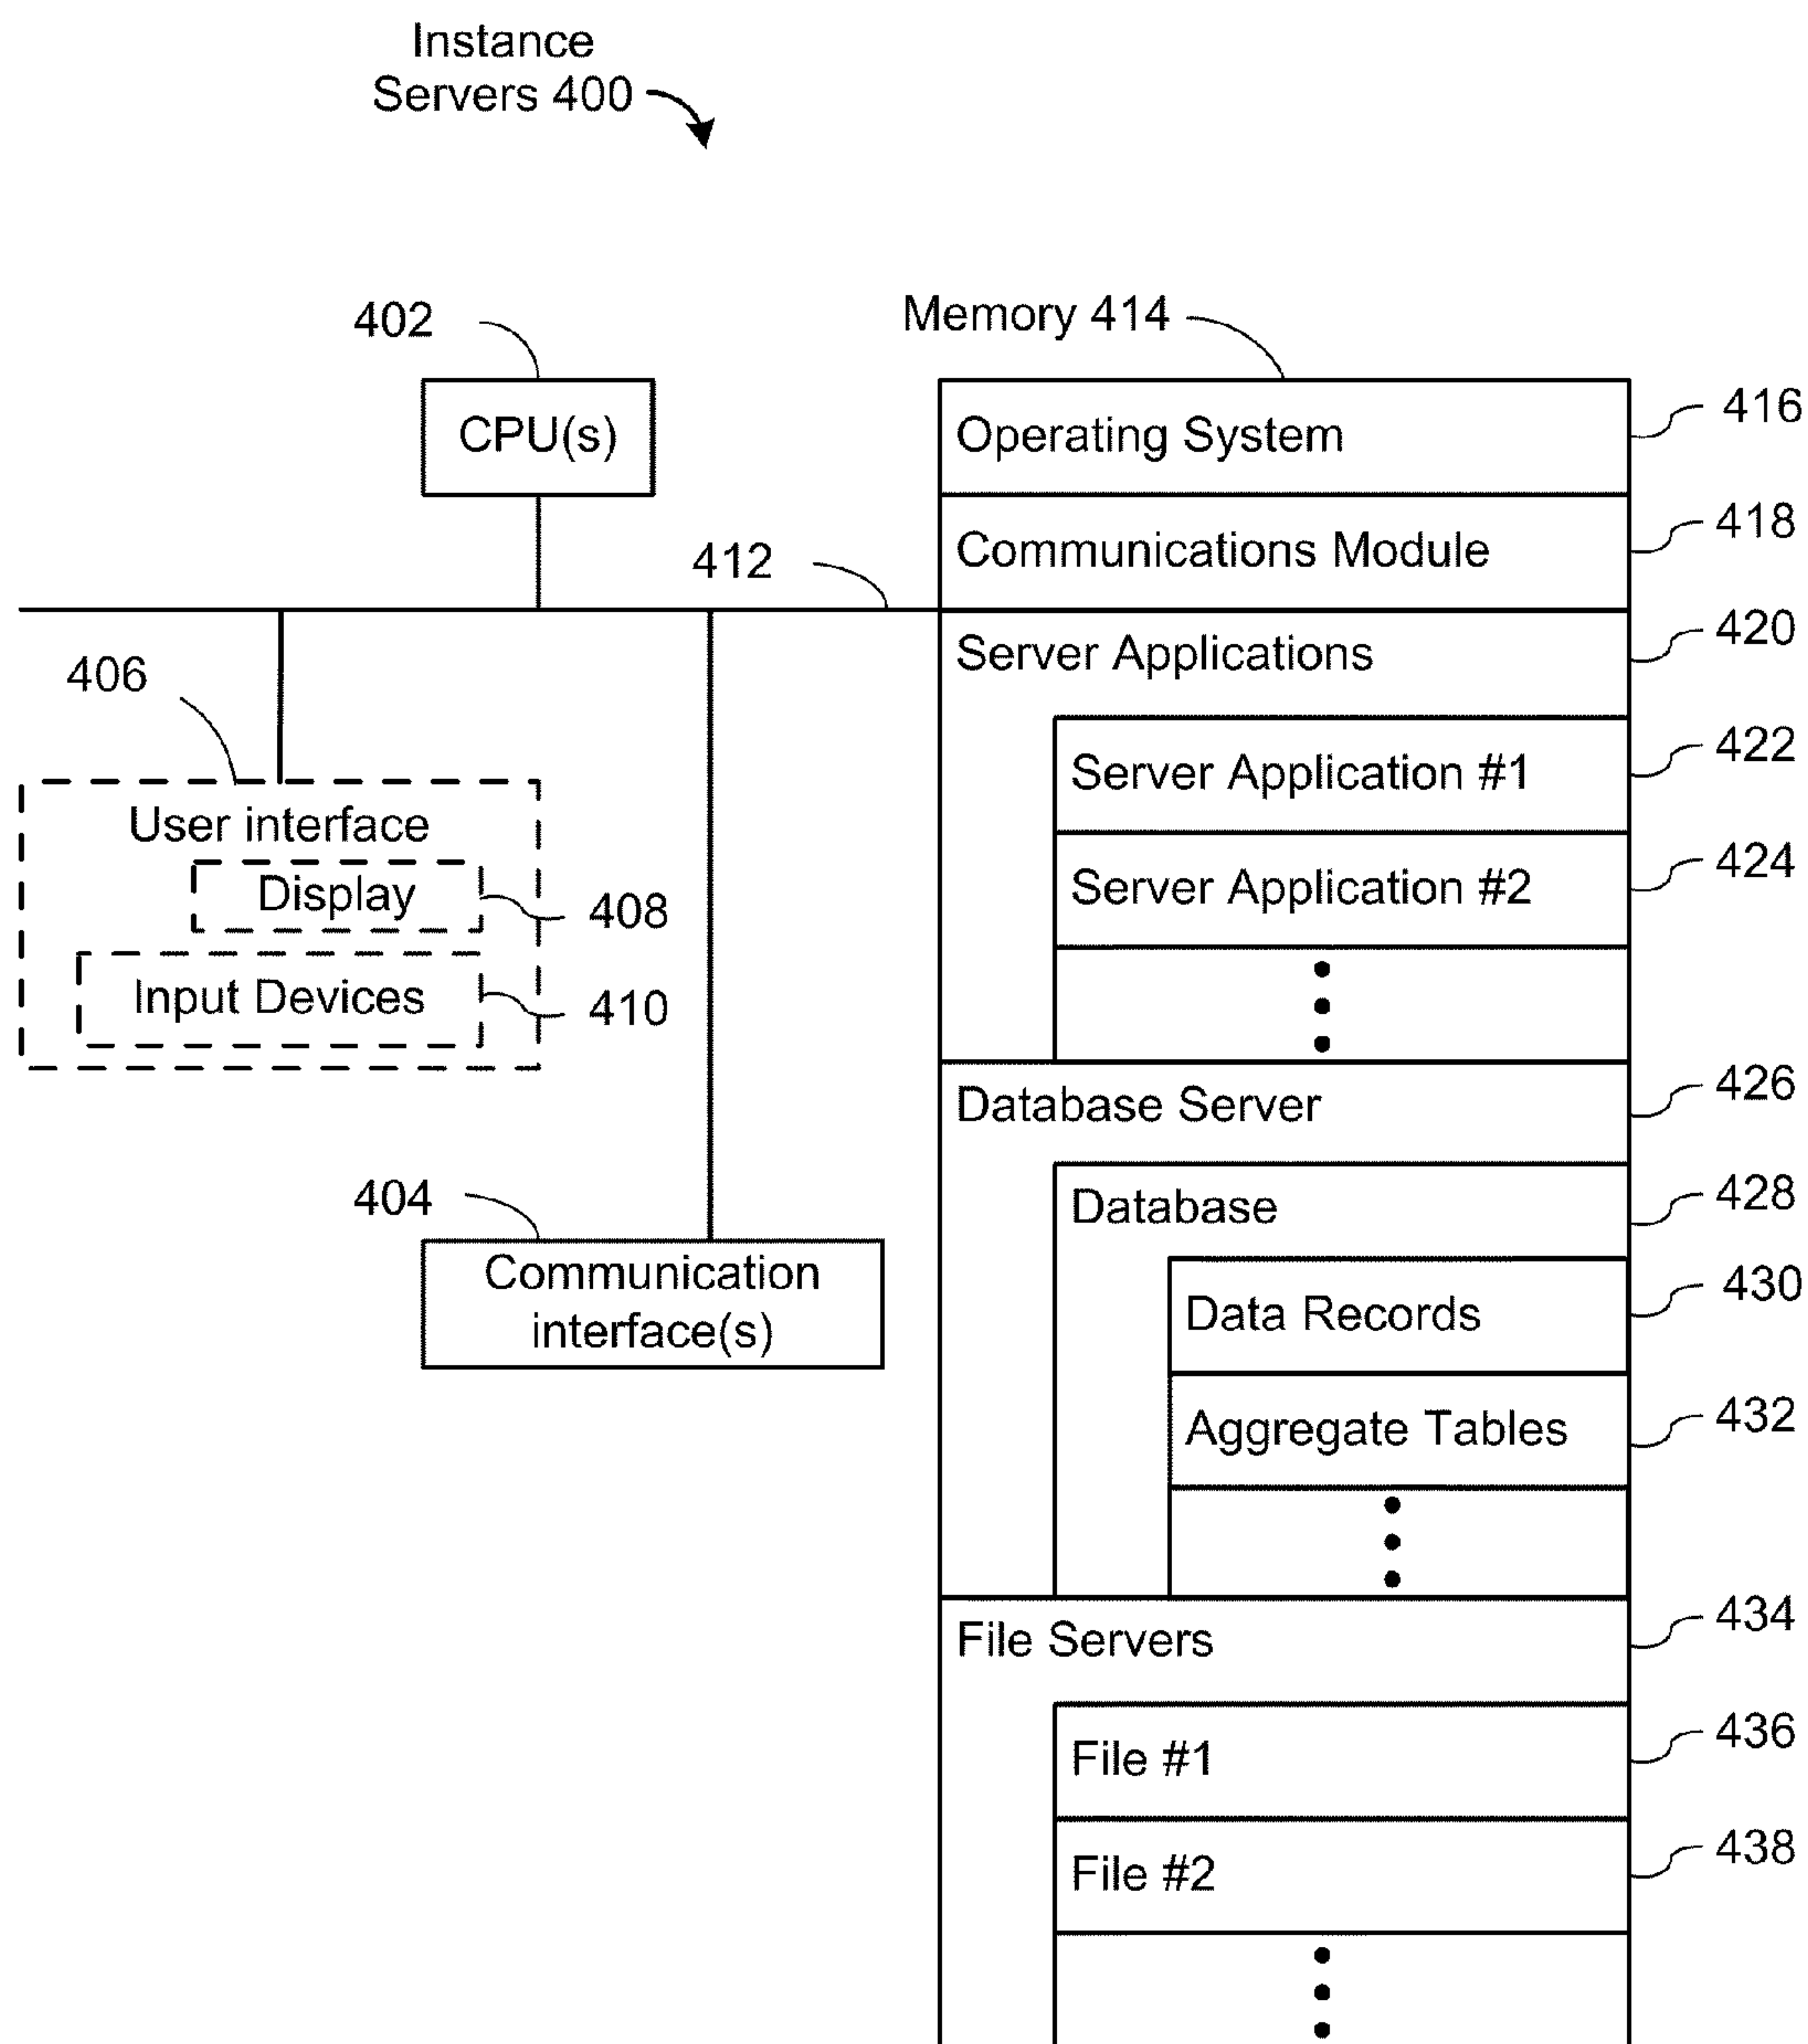 Instance
Servers 400
402
Memory 414
CPU(s)
Operating System
416
Communications Module
418
412
Server Applications
420
406
Server Application #1
422
User interface
Display
408
Server Application #2
424
Input Devices
410
Database Server
426
404
Database
428
Communication
interface(s)
Data Records
430
Aggregate Tables
432
File Servers
434
File #1
436
File #2
438